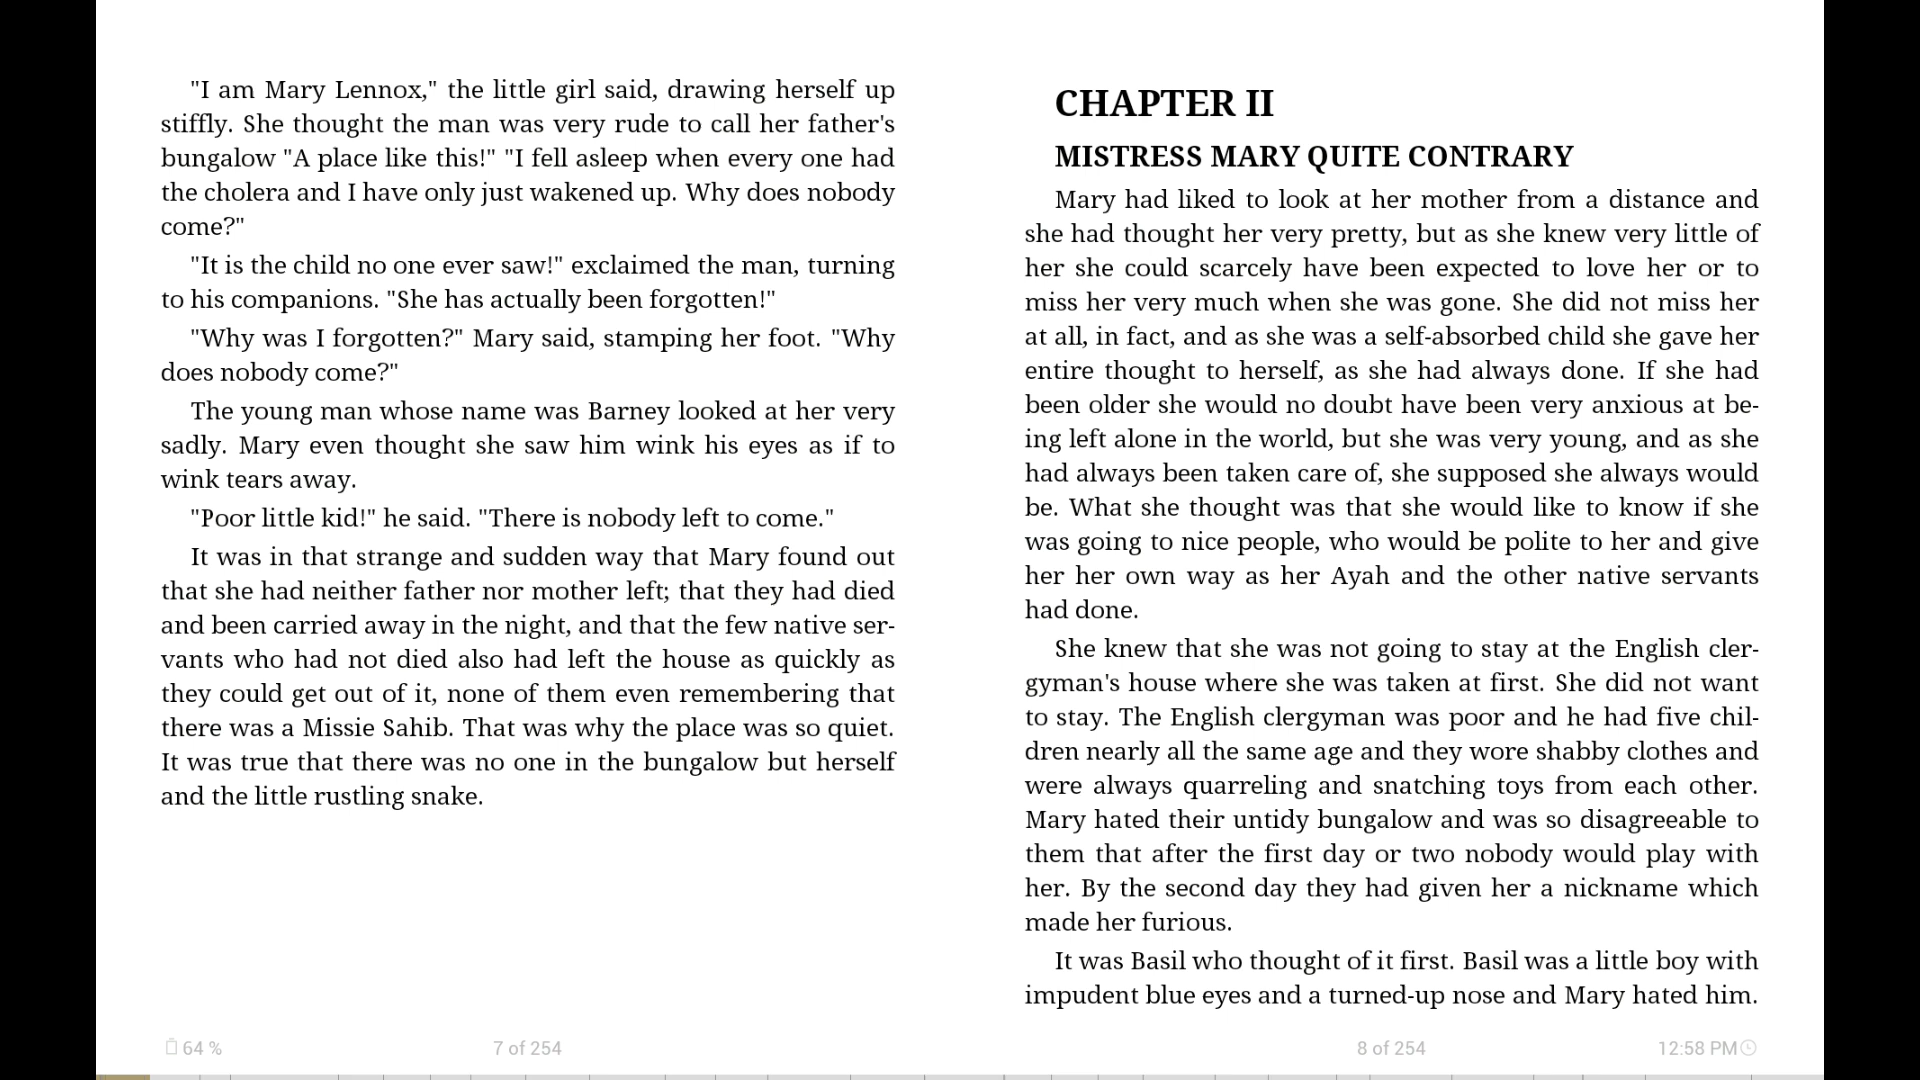 "I am Mary Lennox," the little girl said, drawing herself up
stiffly. She thought the man was very rude to call her father's
bungalow "A place like this!" "I fell asleep when every one had
the cholera and I have only just wakened up. Why does nobody
come?"
"It is the child no one ever saw!" exclaimed the man, turning
to his companions. "She has actually been forgotten!"
"Why was I forgotten?" Mary said, stamping her foot. "Why
does nobody come?"
The young man whose name was Barney looked at her very
sadly. Mary even thought she saw him wink his eyes as if to
wink tears away.
"Poor little kid!" he said. "There is nobody left to come."
It was in that strange and sudden way that Mary found out
that she had neither father nor mother left; that they had died
and been carried away in the night, and that the few native ser-
vants who had not died also had left the house as quickly as
they could get out of it, none of them even remembering that
there was a Missie Sahib. That was why the place was so quiet.
It was true that there was no one in the bungalow but herself
and the little rustling snake.
64 %
7 of 254
CHAPTER II
MISTRESS MARY QUITE CONTRARY
Mary had liked to look at her mother from a distance and
she had thought her very pretty, but as she knew very little of
her she could scarcely have been expected to love her or to
miss her very much when she was gone. She did not miss her
at all, in fact, and as she was a self-absorbed child she gave her
entire thought to herself, as she had always done. If she had
been older she would no doubt have been very anxious at be-
ing left alone in the world, but she was very young, and as she
had always been taken care of, she supposed she always would
be. What she thought was that she would like to know if she
was going to nice people, who would be polite to her and give
her her own way as her Ayah and the other native servants
had done.
She knew that she was not going to stay at the English cler-
gyman's house where she was taken at first. She did not want
to stay. The English clergyman was poor and he had five chil-
dren nearly all the same age and they wore shabby clothes and
were always quarreling and snatching toys from each other.
Mary hated their untidy bungalow and was so disagreeable to
them that after the first day or two nobody would play with
her. By the second day they had given her a nickname which
made her furious.
It was Basil who thought of it first. Basil was a little boy with
impudent blue eyes and a turned-up nose and Mary hated him.
8 of 254
12:58 PM